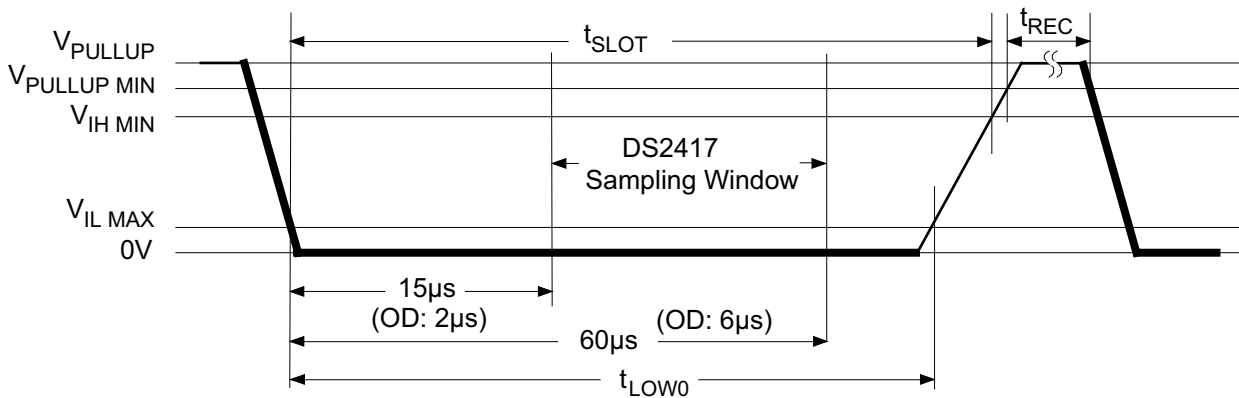 V_PULLUP
V_PULLUP MIN
V_IH MIN
V_IL MAX
0V
t_SLOT
t_REC
DS2417
Sampling Window
15µs
(OD: 2µs)
(OD: 6µs)
60µs
t_LOW0